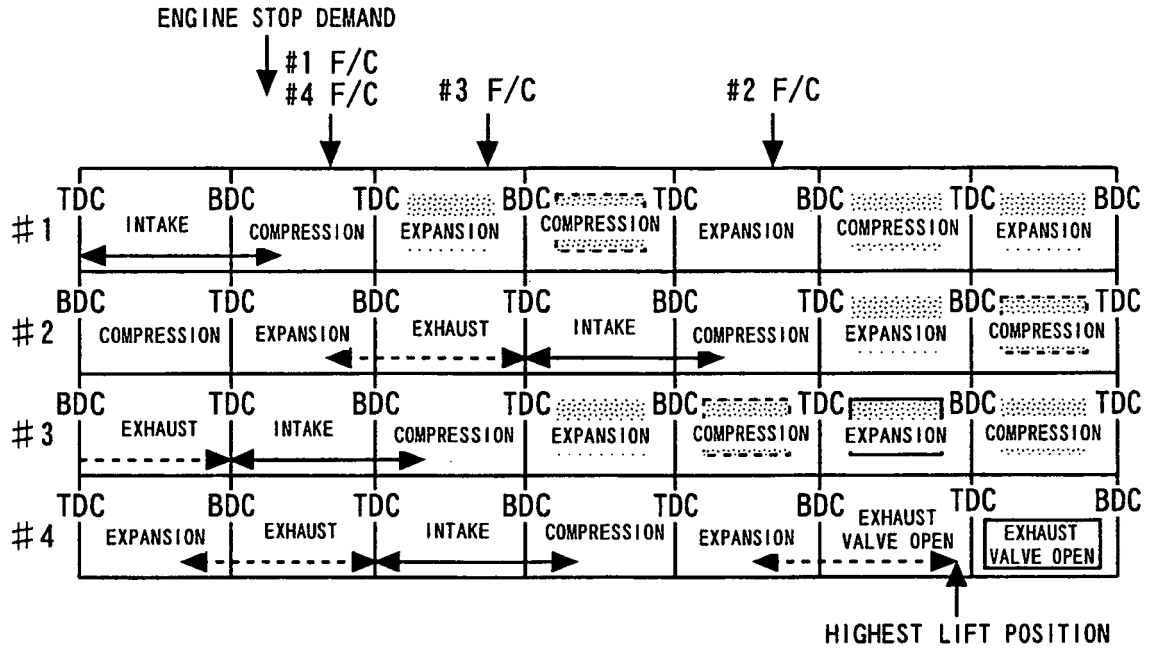 ENGINE STOP DEMAND
#1 F/C
#4 F/C
#3 F/C
#2 F/C
TDC BDC TDC BDC TDC BDC TDC BDC
#1 INTAKE COMPRESSION EXPANSION COMPRESSION EXPANSION COMPRESSION EXPANSION
BDC TDC BDC TDC BDC TDC BDC TDC
#2 COMPRESSION EXPANSION EXHAUST INTAKE COMPRESSION EXPANSION COMPRESSION
BDC TDC BDC TDC BDC TDC BDC TDC
#3 EXHAUST INTAKE COMPRESSION EXPANSION COMPRESSION EXPANSION COMPRESSION
TDC BDC TDC BDC TDC BDC TDC BDC
#4 EXPANSION EXHAUST INTAKE COMPRESSION EXPANSION EXHAUST VALVE OPEN EXHAUST VALVE OPEN
HIGHEST LIFT POSITION